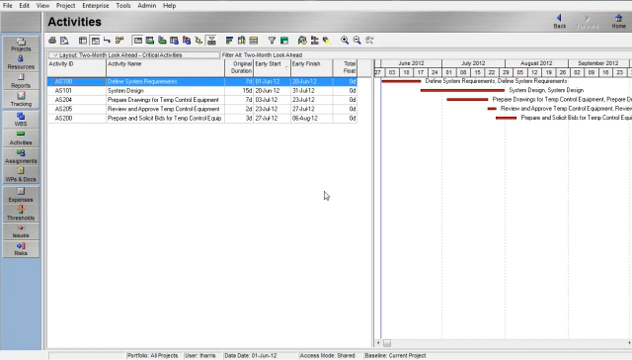 File Edit View Project Enterprise Tools Admin Help
Activities
Back Forward
Projects
Resources
Reports
Tracking
WBS
Activities
Assignments
WPs & Docs
Expenses
Thresholds
Issues
Risks
Layout: Two-Month Look Ahead - Critical Activities Filter All: Two-Month Look Ahead
Activity ID Activity Name Original Duration Early Start Early Finish Total Float
June 2012 July 2012 August 2012 September 2012
27 03 10 17 24 01 08 15 22 29 05 12 19 26 02 09 16 23
AS100 Define System Requirements 7d 01-Jun-12 20-Jun-12 0d Define System Requirements, Define System Requirements
AS101 System Design 15d 20-Jun-12 31-Jul-12 0d System Design, System Design
AS204 Prepare Drawings for Temp Control Equipment 7d 03-Jul-12 23-Jul-12 0d Prepare Drawings for Temp Control Equipment, Prepare D
AS205 Review and Approve Temp Control Equipment 2d 23-Jul-12 27-Jul-12 0d Review and Approve Temp Control Equipment, Revie
AS200 Prepare and Solicit Bids for Temp Control Equip 3d 27-Jul-12 06-Aug-12 0d Prepare and Solicit Bids for Temp Control Equ
Portfolio: All Projects User: tharris Data Date: 01-Jun-12 Access Mode: Shared Baseline: Current Project